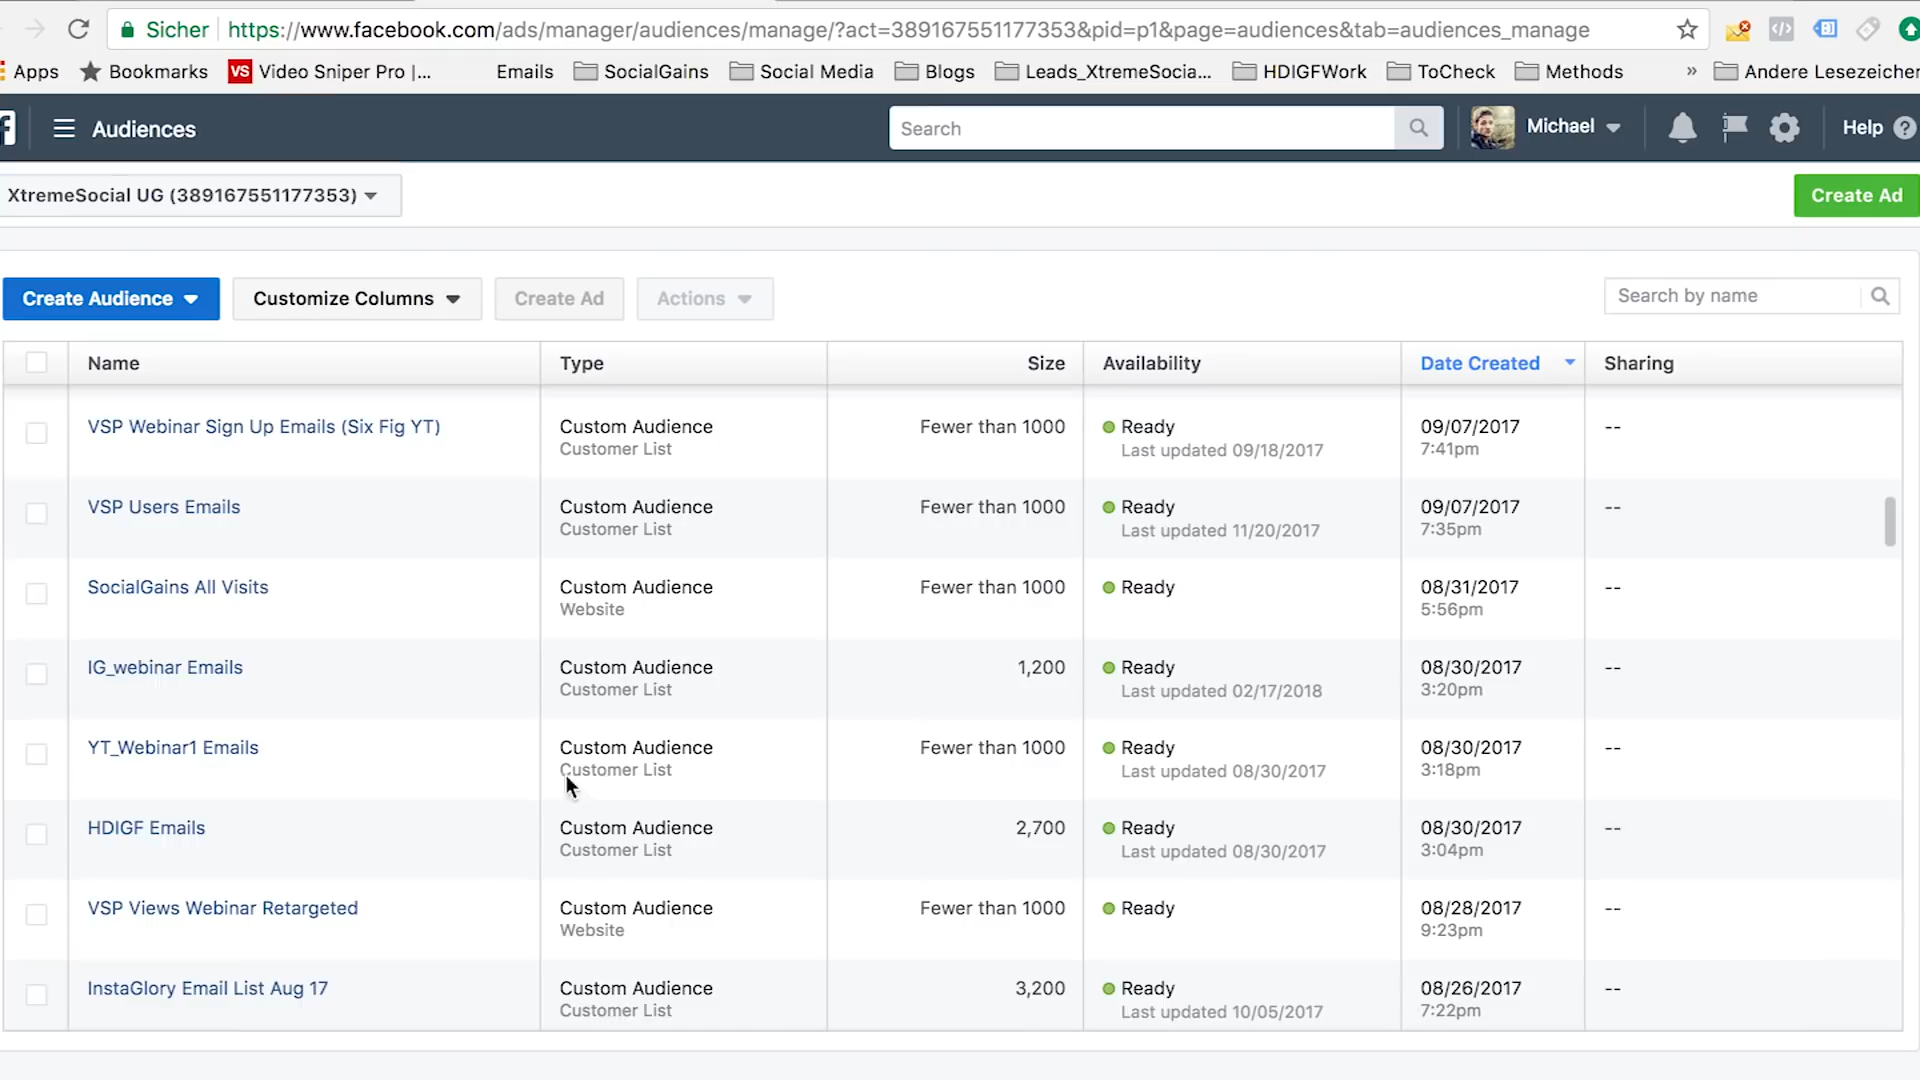 Sicher https://www.facebook.com/ads/manager/audiences/manage/?act=389167551177353&pid=p1&page=audiences&tab=audiences_manage
Apps Bookmarks VS Video Sniper Pro |... Emails SocialGains Social Media Blogs Leads_XtremeSocia... HDIGFWork ToCheck Methods » Andere Lesezeichen
Audiences Search Michael Help ?
XtremeSocial UG (389167551177353) Create Ad
Create Audience Customize Columns Create Ad Actions Search by name
Name Type Size Availability Date Created Sharing
VSP Webinar Sign Up Emails (Six Fig YT) Custom Audience Fewer than 1000 Ready 09/07/2017 --
Customer List Last updated 09/18/2017 7:41pm
VSP Users Emails Custom Audience Fewer than 1000 Ready 09/07/2017 --
Customer List Last updated 11/20/2017 7:35pm
SocialGains All Visits Custom Audience Fewer than 1000 Ready 08/31/2017 --
Website 5:56pm
IG_webinar Emails Custom Audience 1,200 Ready 08/30/2017 --
Customer List Last updated 02/17/2018 3:20pm
YT_Webinar1 Emails Custom Audience Fewer than 1000 Ready 08/30/2017 --
Customer List Last updated 08/30/2017 3:18pm
HDIGF Emails Custom Audience 2,700 Ready 08/30/2017 --
Customer List Last updated 08/30/2017 3:04pm
VSP Views Webinar Retargeted Custom Audience Fewer than 1000 Ready 08/28/2017 --
Website 9:23pm
InstaGlory Email List Aug 17 Custom Audience 3,200 Ready 08/26/2017 --
Customer List Last updated 10/05/2017 7:22pm